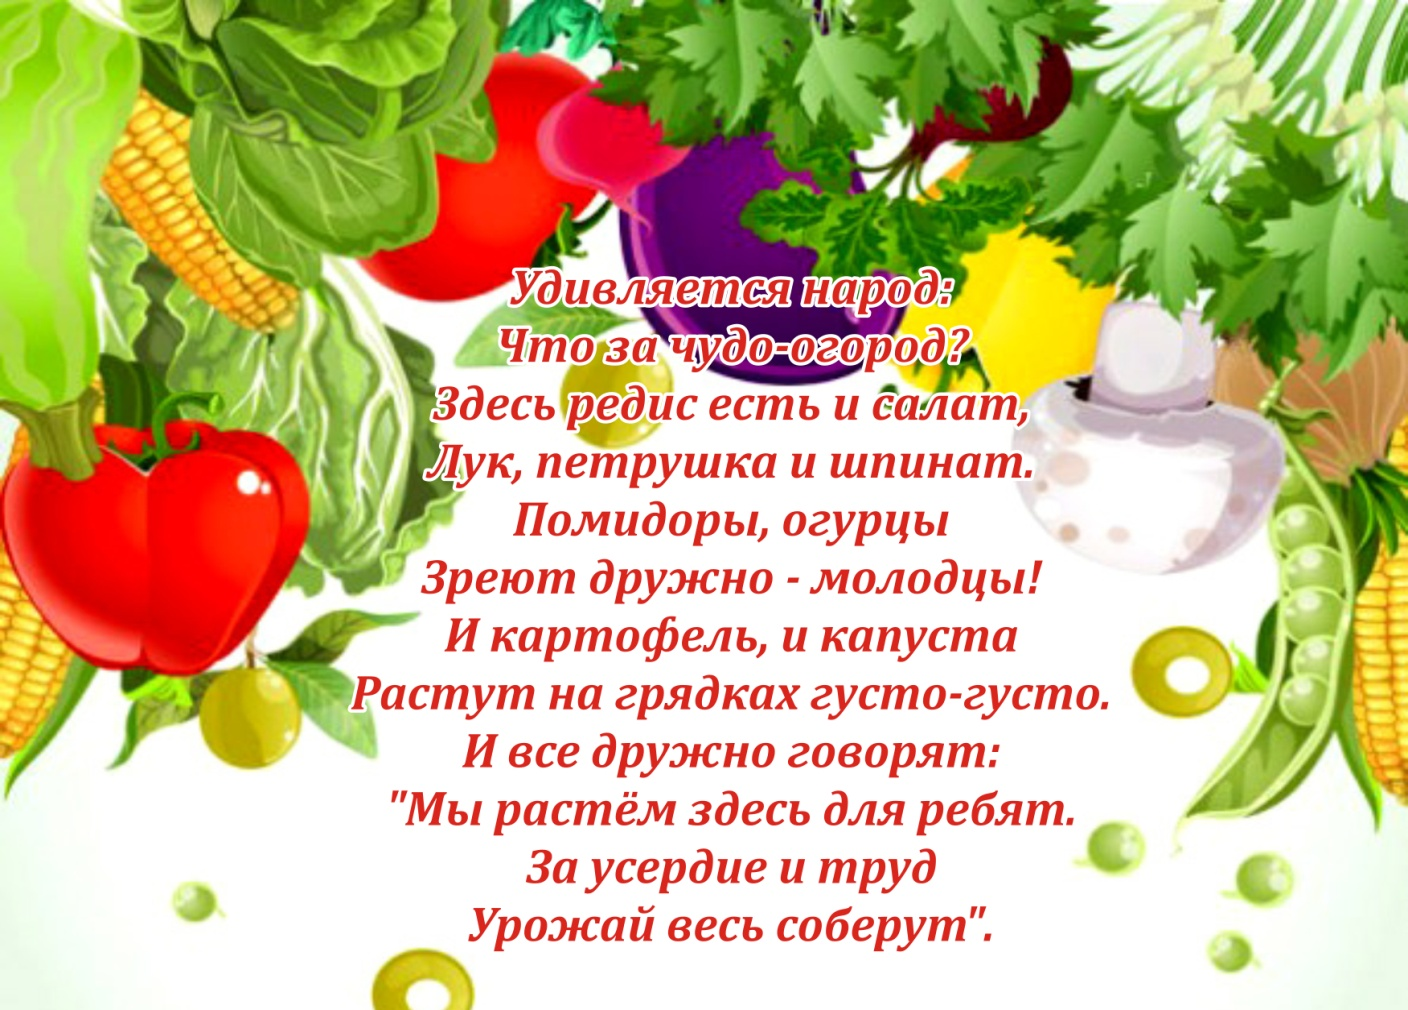 Удивляется народ:
Что за чудо-огород?
Здесь редис есть и салат,
Лук, петрушка и шпинат.
Помидоры, огурцы
Зреют дружно - молодцы!
И картофель, и капуста
Растут на грядках густо-густо.
И все дружно говорят:
"Мы растём здесь для ребят.
За усердие и труд
Урожай весь соберут".